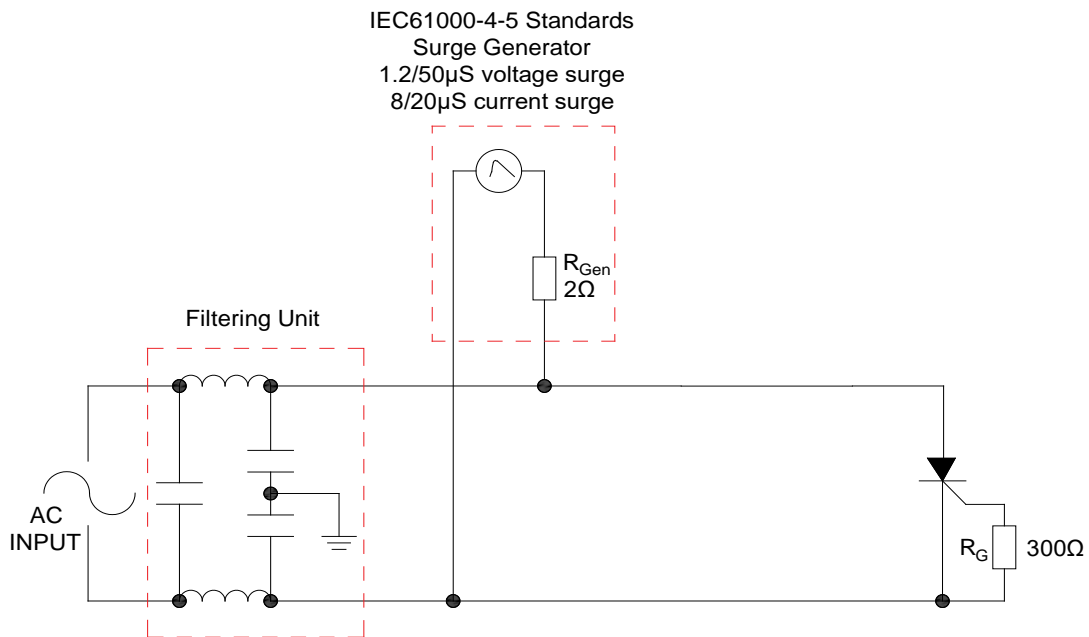 IEC61000-4-5 Standards
Surge Generator
1.2/50µS voltage surge
8/20µS current surge
RGen
2Ω
Filtering Unit
AC
INPUT
RG
300Ω